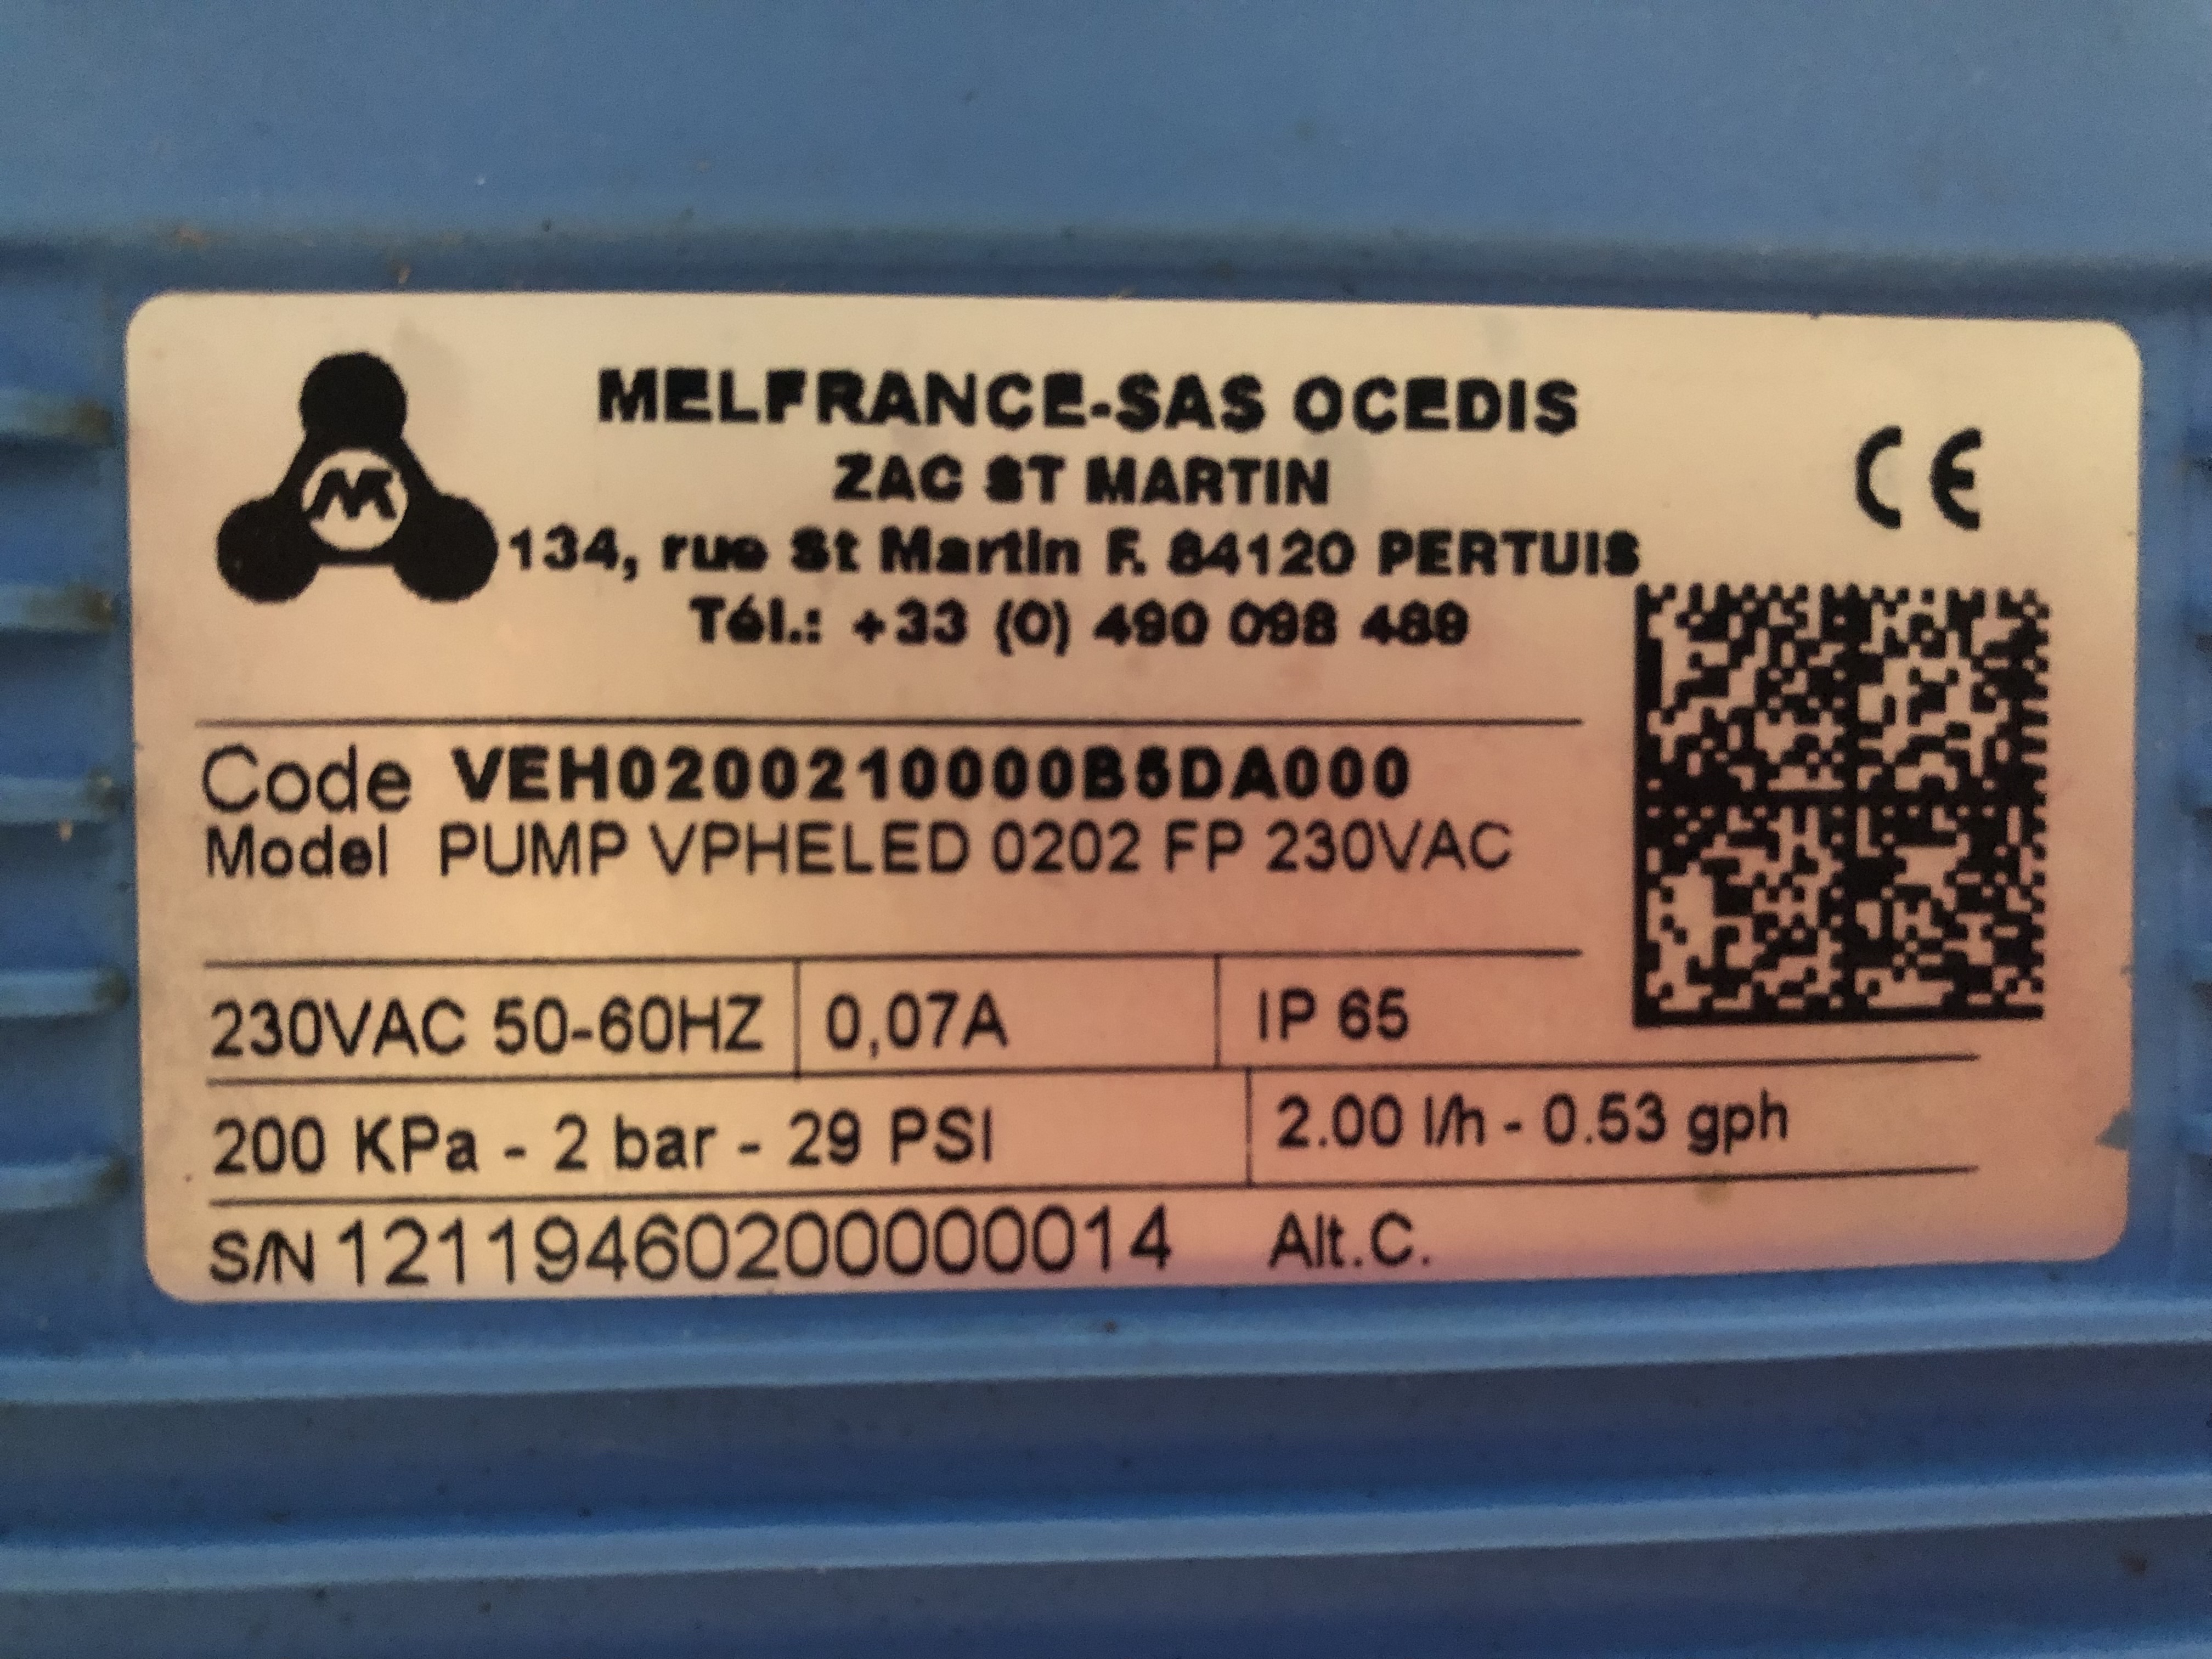 MELFRANCE-SAS OCEDIS
ZAC ST MARTIN
134, rue St Martin F. 84120 PERTUIS
Tél.: +33 (0) 490 098 489
CE
Code VEH0200210000B5DA000
Model PUMP VPHELED 0202 FP 230VAC
230VAC 50-60HZ 0,07A IP 65
200 KPa - 2 bar - 29 PSI 2.00 l/h - 0.53 gph
S/N 12119460200000014 Alt.C.